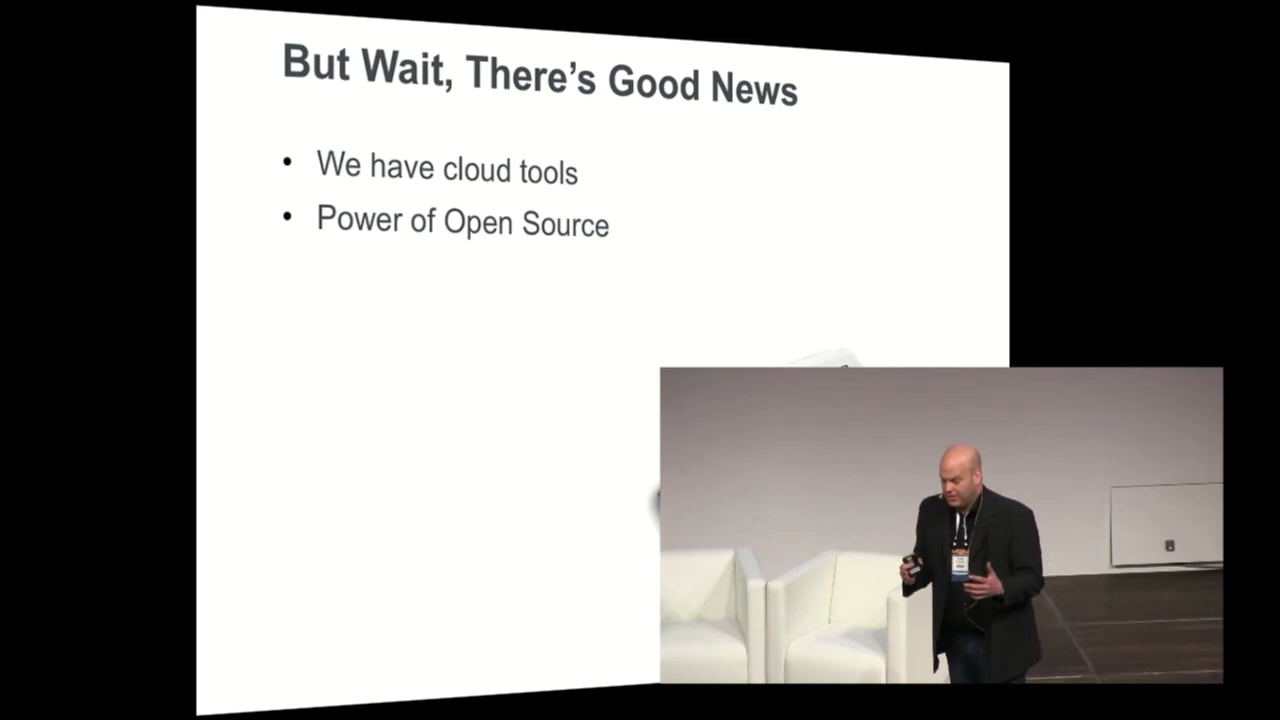 But Wait, There's Good News
• We have cloud tools
• Power of Open Source